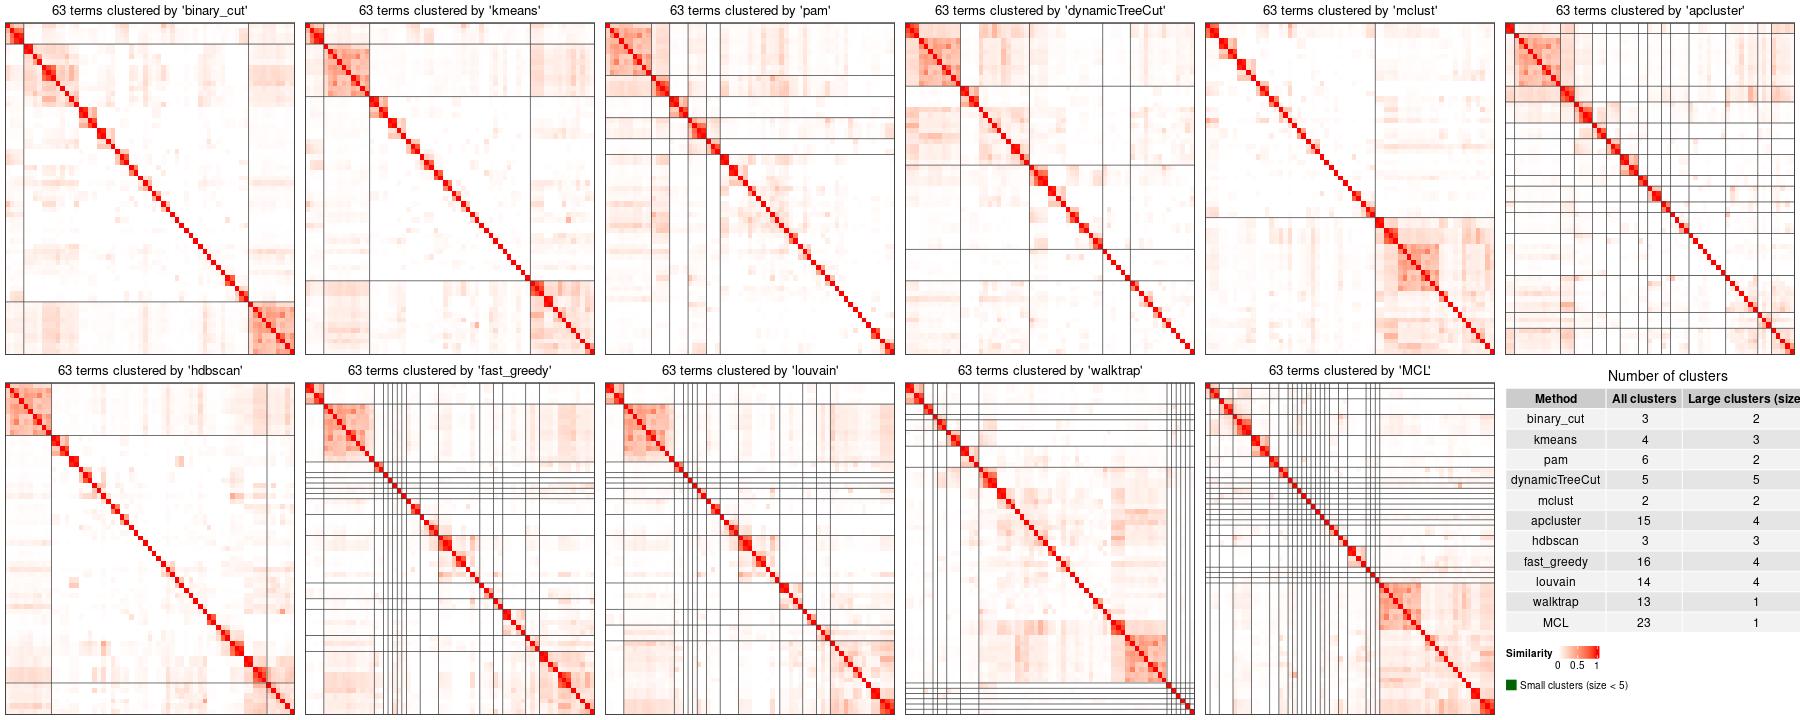 63 terms clustered by 'binary_cut'
63 terms clustered by 'kmeans'
63 terms clustered by 'pam'
63 terms clustered by 'dynamicTreeCut'
63 terms clustered by 'mclust'
63 terms clustered by 'apcluster'
63 terms clustered by 'hdbscan'
63 terms clustered by 'fast_greedy'
63 terms clustered by 'louvain'
63 terms clustered by 'walktrap'
63 terms clustered by 'MCL'
Number of clusters
Method All clusters Large clusters (size
binary_cut 3 2
kmeans 4 3
pam 6 2
dynamicTreeCut 5 5
mclust 2 2
apcluster 15 4
hdbscan 3 3
fast_greedy 16 4
louvain 14 4
walktrap 13 1
MCL 23 1
Similarity
0 0.5 1
Small clusters (size < 5)